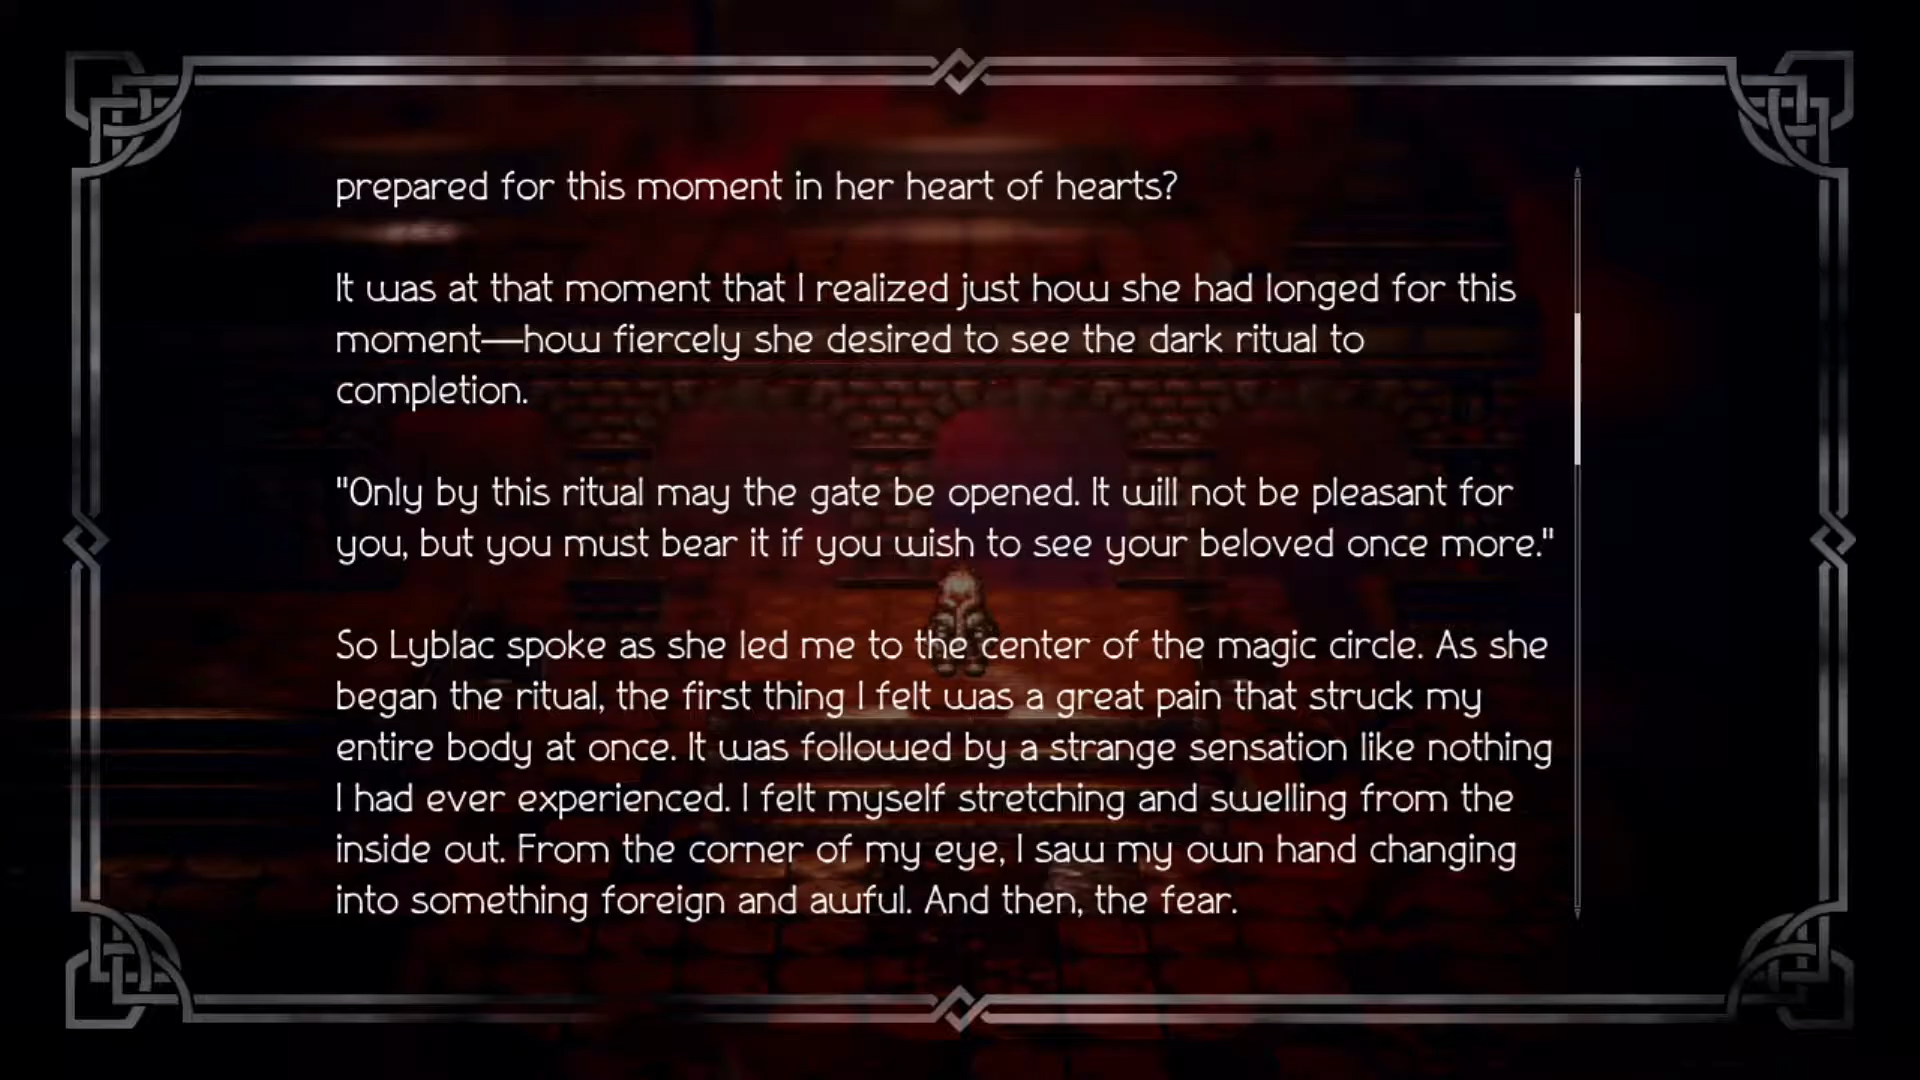 prepared for this moment in her heart of hearts?
It was at that moment that I realized just how she had longed for this
moment—how fiercely she desired to see the dark ritual to
completion.
"Only by this ritual may the gate be opened. It will not be pleasant for
you, but you must bear it if you wish to see your beloved once more."
So Lyblac spoke as she led me to the center of the magic circle. As she
began the ritual, the first thing I felt was a great pain that struck my
entire body at once. It was followed by a strange sensation like nothing
I had ever experienced. I felt myself stretching and swelling from the
inside out. From the corner of my eye, I saw my own hand changing
into something foreign and awful. And then, the fear.